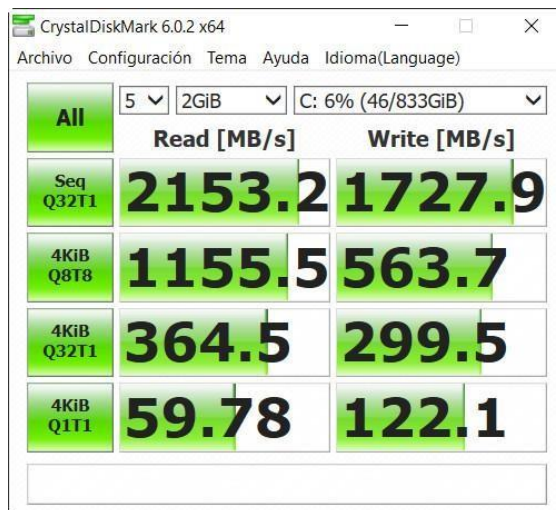 CrystalDiskMark 6.0.2 x64
Archivo Configuración Tema Ayuda Idioma(Language)
All 5 2GiB C: 6% (46/833GiB)
Read [MB/s] Write [MB/s]
Seq Q32T1 2153.2 1727.9
4KiB Q8T8 1155.5 563.7
4KiB Q32T1 364.5 299.5
4KiB Q1T1 59.78 122.1